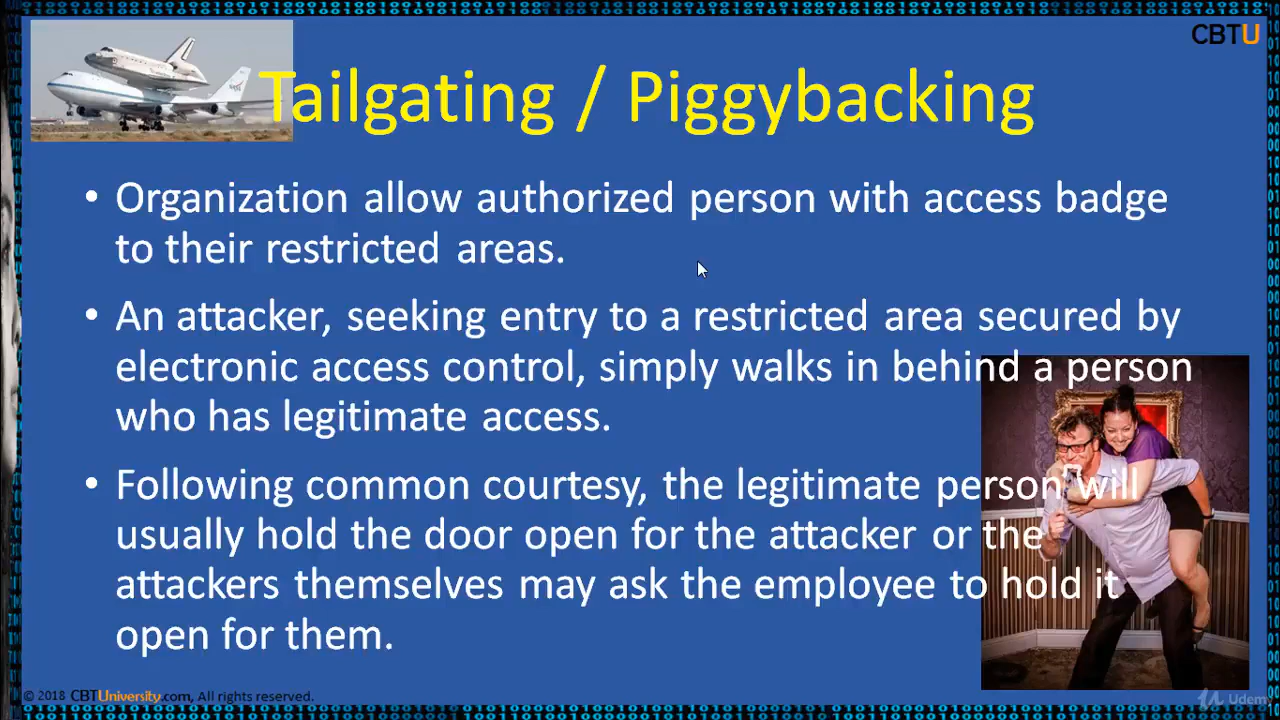 CBTU
Tailgating / Piggybacking
• Organization allow authorized person with access badge
to their restricted areas.
• An attacker, seeking entry to a restricted area secured by
electronic access control, simply walks in behind a person
who has legitimate access.
• Following common courtesy, the legitimate person will
usually hold the door open for the attacker or the
attackers themselves may ask the employee to hold it
open for them.
© 2018 CBTUniversity.com, All rights reserved.
Udemy